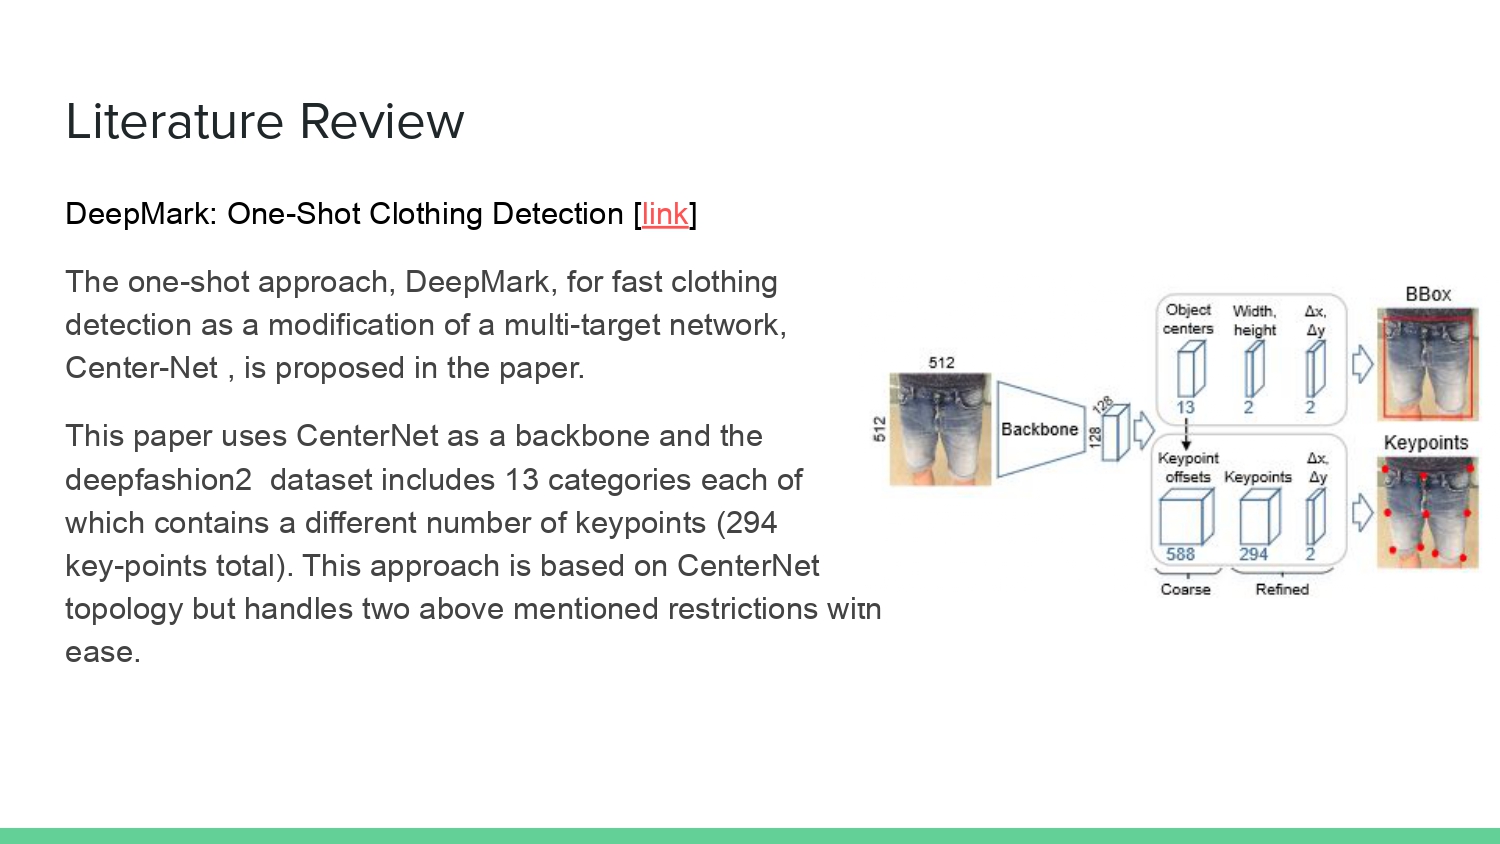 Literature Review
DeepMark: One-Shot Clothing Detection [link]
The one-shot approach, DeepMark, for fast clothing
detection as a modification of a multi-target network,
Center-Net , is proposed in the paper.
This paper uses CenterNet as a backbone and the
deepfashion2  dataset includes 13 categories each of
which contains a different number of keypoints (294
key-points total). This approach is based on CenterNet
topology but handles two above mentioned restrictions with
ease.
512
512
Backbone
128
128
Object
centers
13
Width,
height
2
Δx,
Δy
2
Keypoint
offsets
588
Keypoints
294
Δx,
Δy
2
Coarse
Refined
BBox
Keypoints